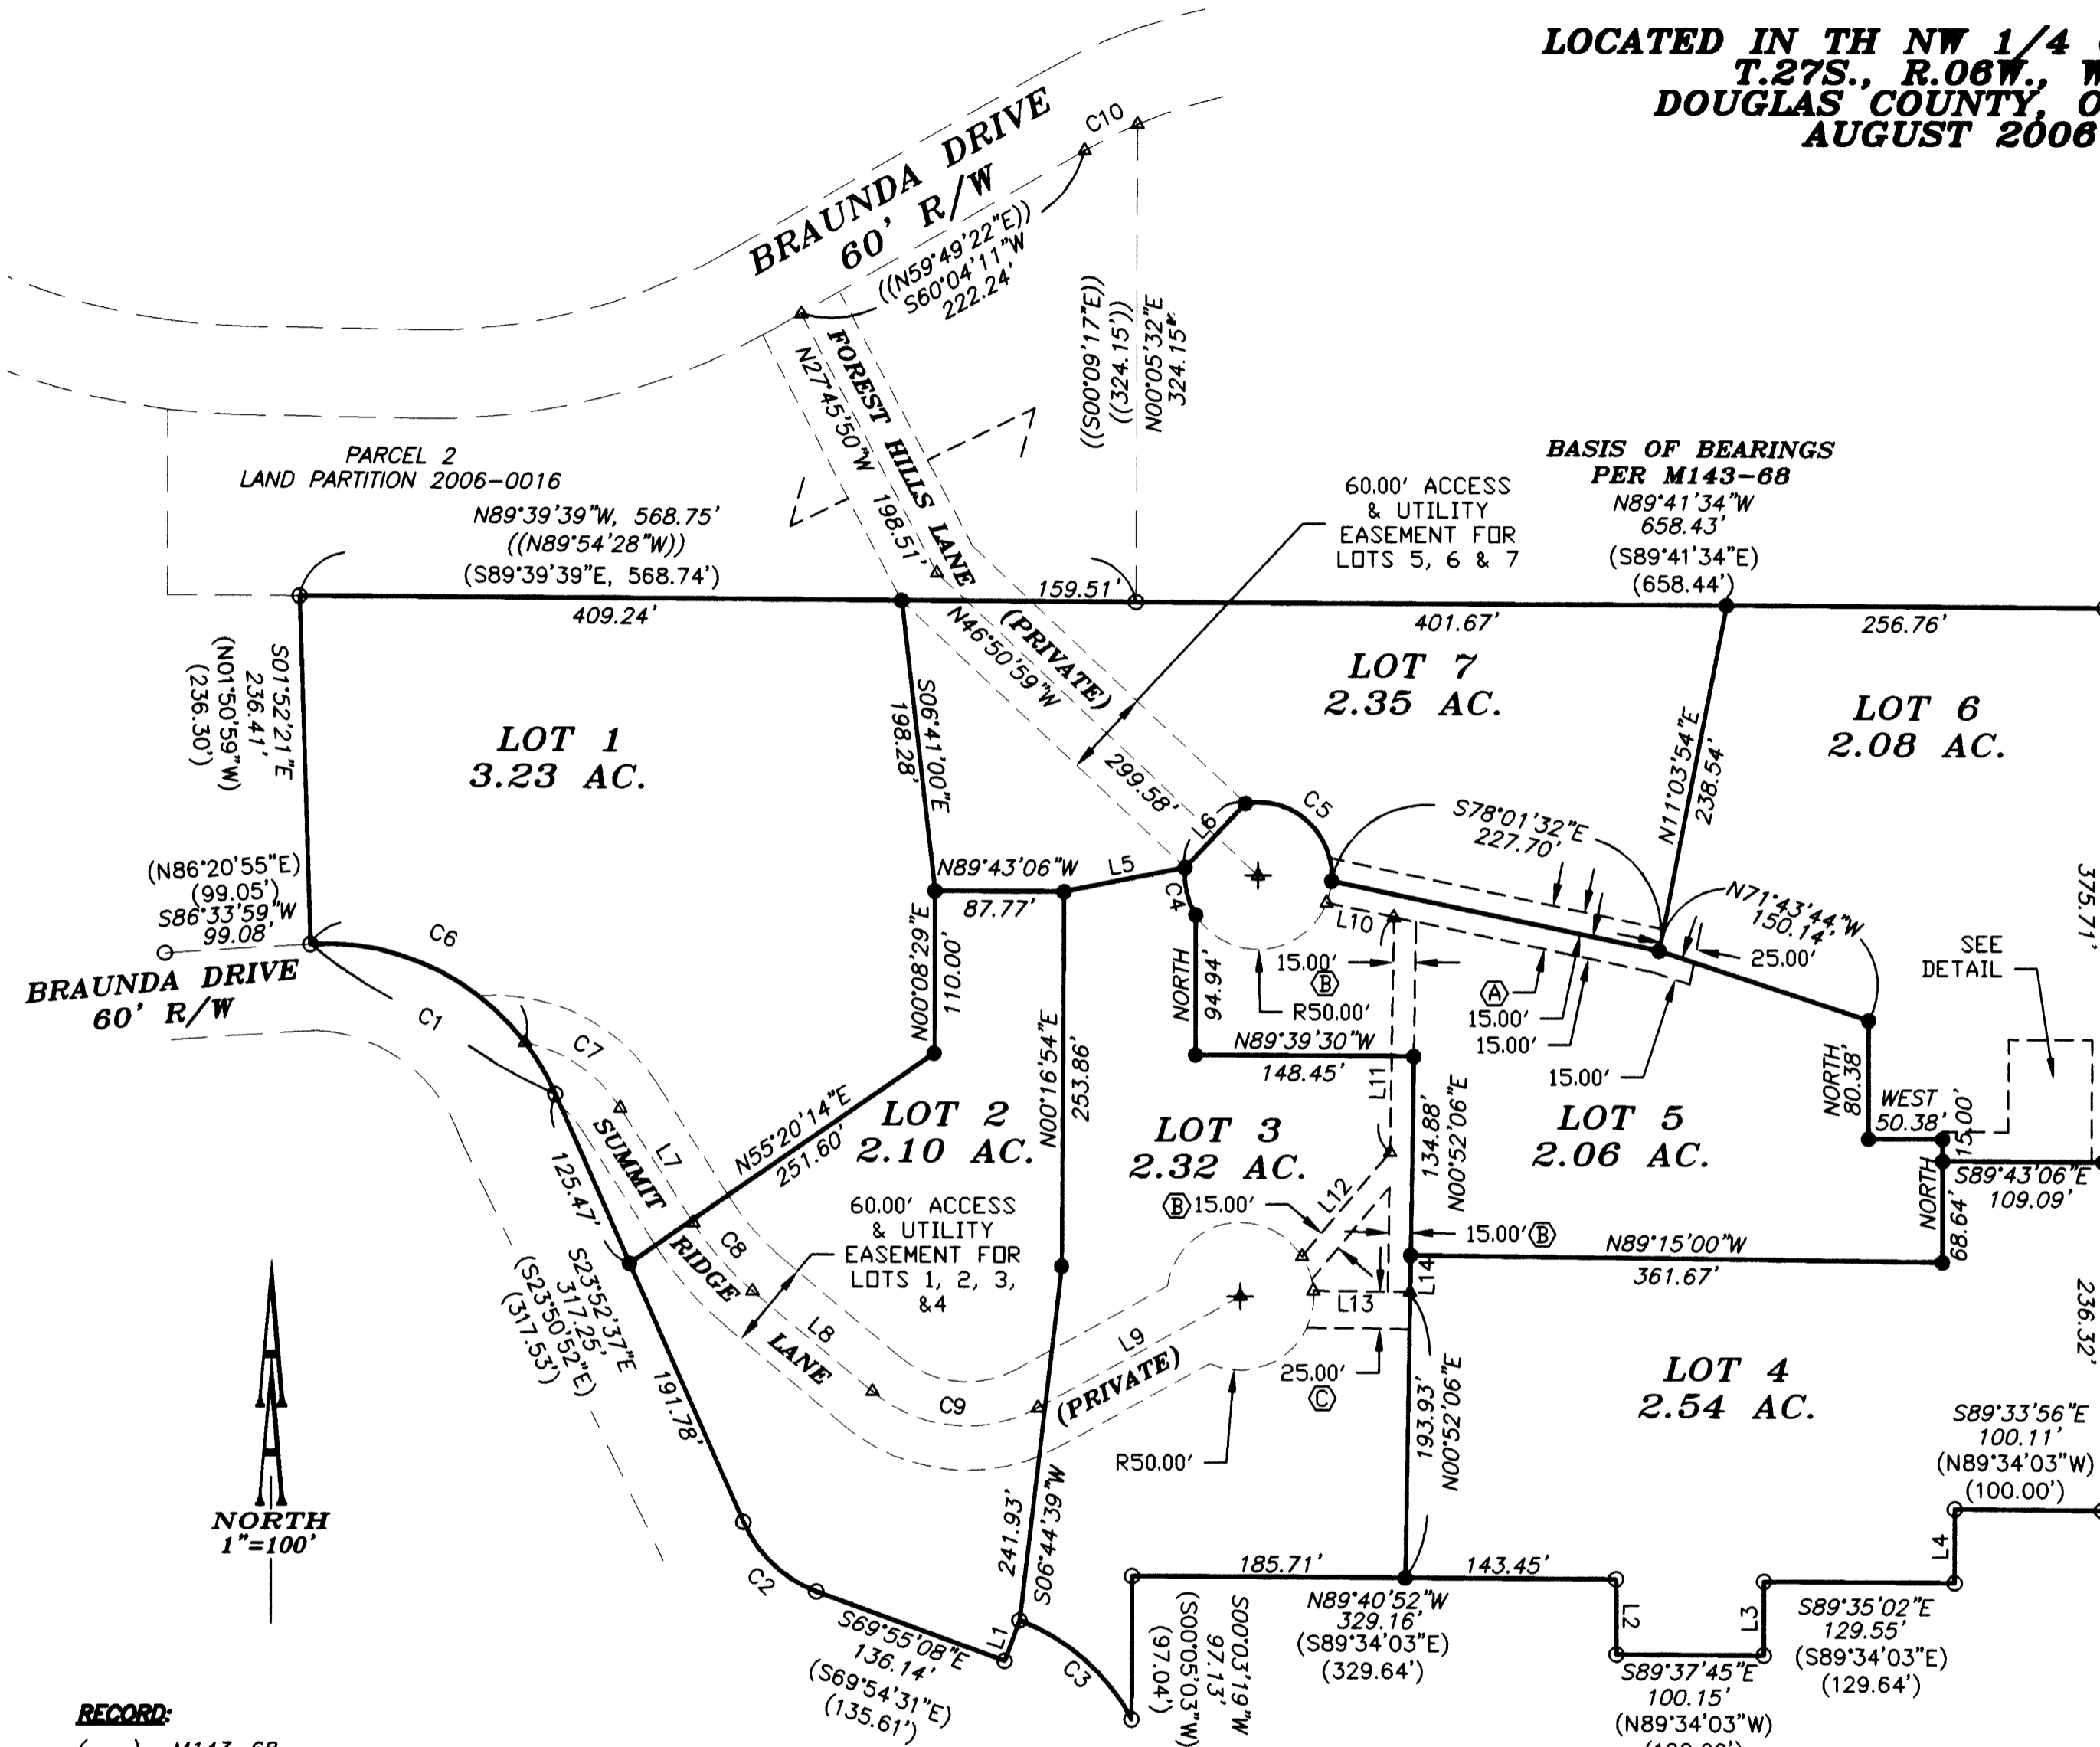 LOCATED IN TH NW 1/4
T.27S., R.06W., W
DOUGLAS COUNTY, O
AUGUST 2006
BRAUNDA DRIVE
60' R/W
C10
((N59°49'22"E))
S60°04'11"W
222.24'
((S00°09'17"E))
((324.15'))
N00°05'32"E
324.15'
FOREST HILLS LANE
(PRIVATE)
N27°45'50"W 198.51'
PARCEL 2
LAND PARTITION 2006-0016
N89°39'39"W, 568.75'
((N89°54'28"W))
(S89°39'39"E, 568.74')
409.24'
159.51'
60.00' ACCESS
& UTILITY
EASEMENT FOR
LOTS 5, 6 & 7
BASIS OF BEARINGS
PER M143-68
N89°41'34"W
658.43'
(S89°41'34"E)
(658.44')
401.67'
256.76'
S01°52'21"E
236.41'
(N01°50'59"W)
(236.30')
LOT 1
3.23 AC.
S06°41'00"E
198.28'
N46°50'59"W
299.58'
LOT 7
2.35 AC.
N11°03'54"E
238.54'
LOT 6
2.08 AC.
375.71'
(N86°20'55"E)
(99.05')
S86°33'59"W
99.08'
BRAUNDA DRIVE
60' R/W
C6
C1
C7
N89°43'06"W
87.77'
L5
L6
C5
C4
S78°01'32"E
227.70'
N71°43'44"W
150.14'
25.00'
SEE
DETAIL
L10
15.00'
B
R50.00'
A
15.00'
15.00'
15.00'
N00°08'29"E
110.00'
NORTH
94.94'
N89°39'30"W
148.45'
L11
N00°16'54"E
253.86'
134.88'
N00°52'06"E
NORTH
80.38'
WEST
50.38'
15.00'
S89°43'06"E
109.09'
NORTH
68.64'
SUMMIT
RIDGE
LANE
(PRIVATE)
L7
C8
L8
C9
L9
N55°20'14"E
251.60'
LOT 2
2.10 AC.
60.00' ACCESS
& UTILITY
EASEMENT FOR
LOTS 1, 2, 3,
&4
LOT 3
2.32 AC.
B 15.00'
L12
LOT 5
2.06 AC.
15.00' B
N89°15'00"W
361.67'
L14
L13
25.00'
C
R50.00'
125.47'
S23°52'37"E
317.25'
(S23°50'52"E)
(317.53')
191.78'
193.93'
N00°52'06"E
LOT 4
2.54 AC.
236.32'
S89°33'56"E
100.11'
(N89°34'03"W)
(100.00')
NORTH
1"=100'
C2
S69°55'08"E
136.14'
(S69°54'31"E)
(135.61')
241.93'
S06°44'39"W
L1
C3
S00°03'19"W
97.13'
(S00°05'03"W)
(97.04')
185.71'
143.45'
N89°40'52"W
329.16'
(S89°34'03"E)
(329.64')
L2
S89°37'45"E
100.15'
(N89°34'03"W)
L3
S89°35'02"E
129.55'
(S89°34'03"E)
(129.64')
L4
RECORD: